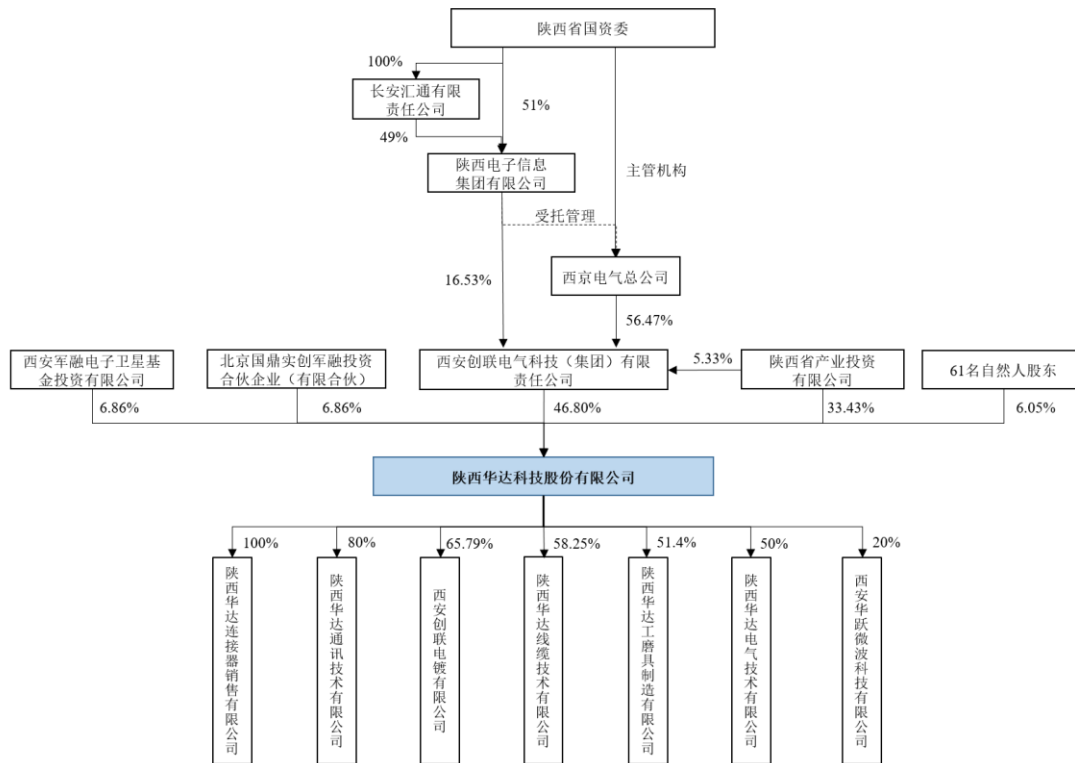 陕西省国资委
100%
长安汇通有限
责任公司
51%
49%
陕西电子信息
集团有限公司
主管机构
受托管理
西京电气总公司
16.53%
56.47%
西安军融电子卫星基
金投资有限公司
北京国鼎实创军融投资
合伙企业（有限合伙）
西安创联电气科技（集团）有限
责任公司
5.33%
陕西省产业投资
有限公司
61名自然人股东
6.86%
6.86%
46.80%
33.43%
6.05%
陕西华达科技股份有限公司
100%
80%
65.79%
58.25%
51.4%
50%
20%
陕西华达连接器销售有限公司
陕西华达通讯技术有限公司
西安创联电镀有限公司
陕西华达线缆技术有限公司
陕西华达工磨具制造有限公司
陕西华达电气技术有限公司
西安华跃微波科技有限公司